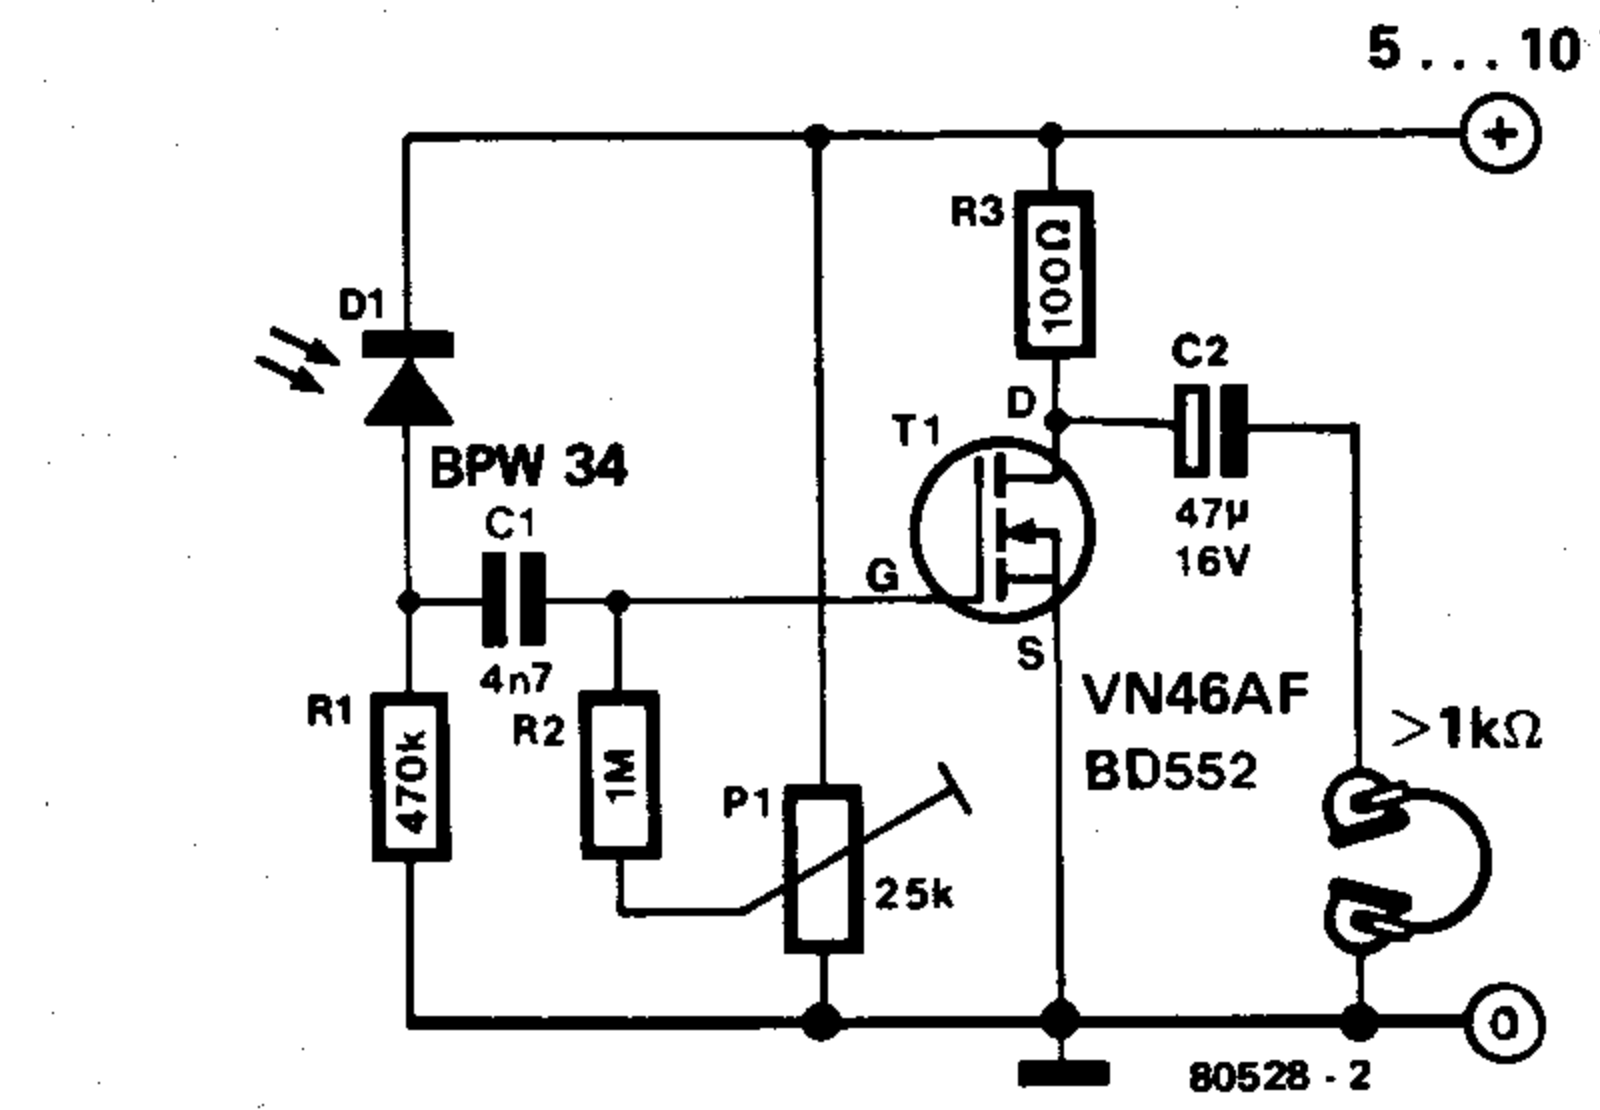 5 . . . 10
+
R3
100Ω
D1
C2
D
T1
BPW 34
47µ
16V
C1
G
4n7
S
R1
470k
R2
1M
VN46AF
BD552
>1kΩ
P1
25k
0
80528 - 2